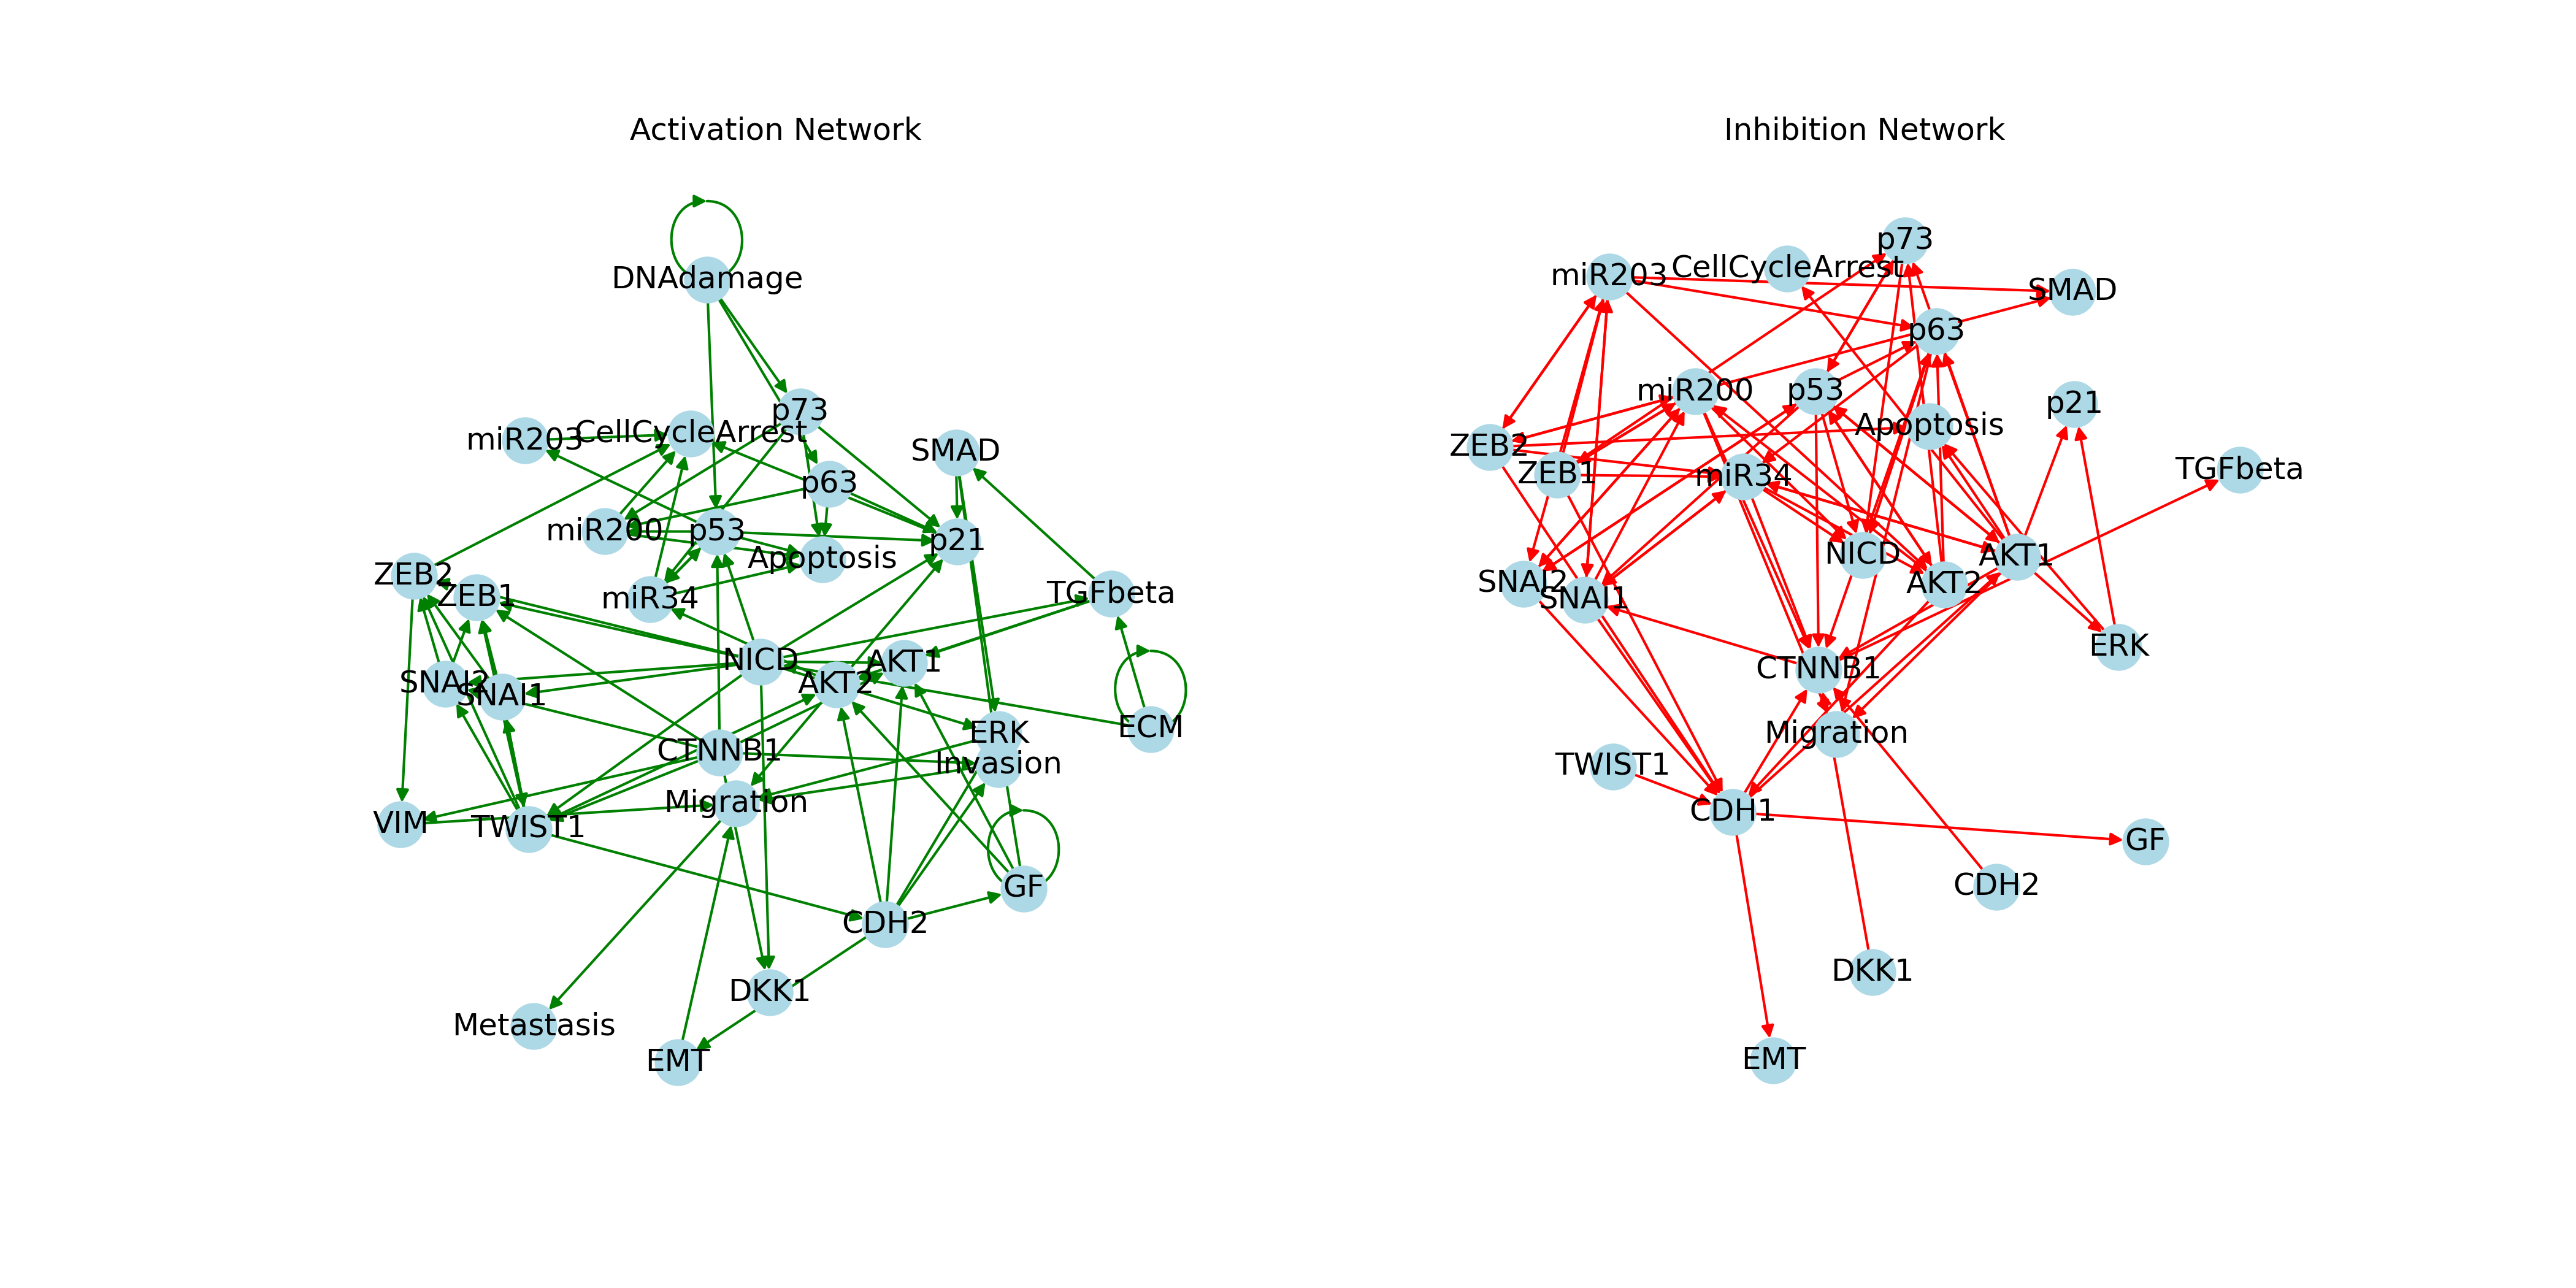 Activation Network
DNAdamage
p73
miR203
CellCycleArrest
SMAD
p63
miR200
p53
p21
Apoptosis
ZEB2
ZEB1
miR34
TGFbeta
NICD
AKT1
SNAI2
SNAI1
AKT2
ECM
ERK
CTNNB1
Invasion
Migration
VIM
TWIST1
GF
CDH2
DKK1
Metastasis
EMT
Inhibition Network
p73
miR203
CellCycleArrest
SMAD
p63
miR200
p53
p21
Apoptosis
ZEB2
ZEB1
miR34
TGFbeta
NICD
AKT1
SNAI2
SNAI1
AKT2
ERK
CTNNB1
Migration
TWIST1
CDH1
GF
CDH2
DKK1
EMT